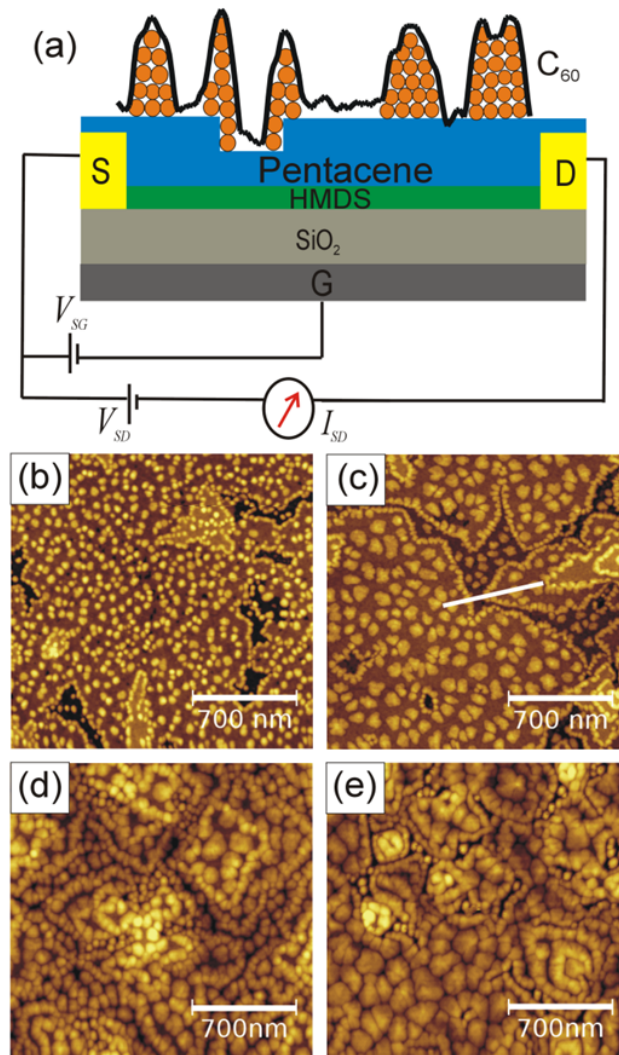 (a)
C60
S
Pentacene
D
HMDS
SiO2
G
VSG
VSD
ISD
(b)
(c)
700 nm
700 nm
(d)
(e)
700nm
700nm